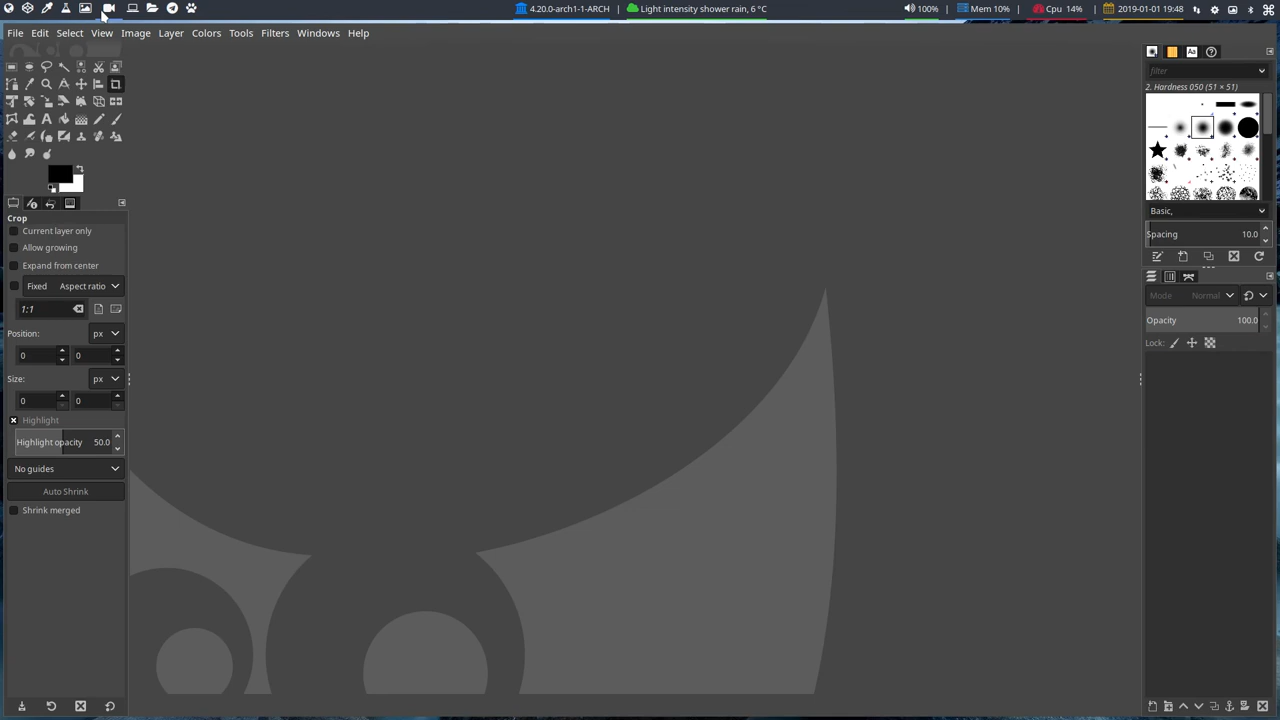 4.20.0-arch1-1-ARCH | Light intensity shower rain, 6 °C 100% | Mem 10% | Cpu 14% | 2019-01-01 19:48
File Edit Select View Image Layer Colors Tools Filters Windows Help
filter
2. Hardness 050 (51 × 51)
Basic,
Spacing 10.0
Mode Normal
Opacity 100.0
Lock:
Crop
Current layer only
Allow growing
Expand from center
Fixed Aspect ratio
1:1
Position: px
0 0
Size: px
0 0
Highlight
Highlight opacity 50.0
No guides
Auto Shrink
Shrink merged